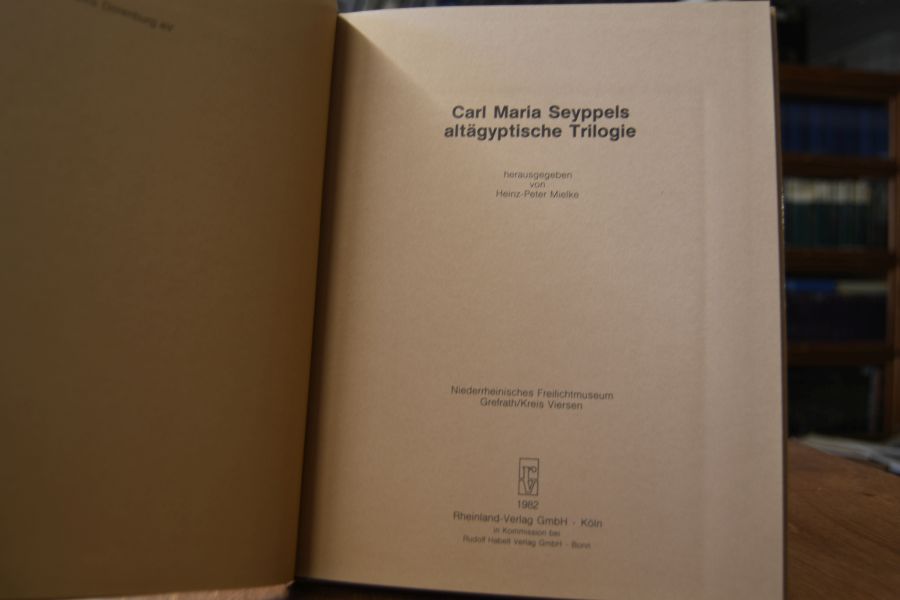 Carl Maria Seyppels
altägyptische Trilogie
herausgegeben
von
Heinz-Peter Mielke
Niederrheinisches Freilichtmuseum
Grefrath/Kreis Viersen
1982
Rheinland-Verlag GmbH · Köln
in Kommission bei
Rudolf Habelt Verlag GmbH · Bonn